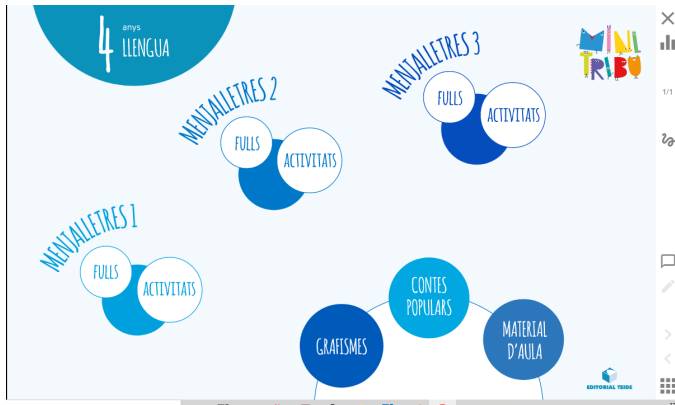 4 anys
LLENGUA
MENJALLETRES 3
FULLS
ACTIVITATS
MINI
TRIBU
1/1
MENJALLETRES 2
FULLS
ACTIVITATS
MENJALLETRES 1
FULLS
ACTIVITATS
CONTES
POPULARS
GRAFISMES
MATERIAL
D'AULA
EDITORIAL TEIDE